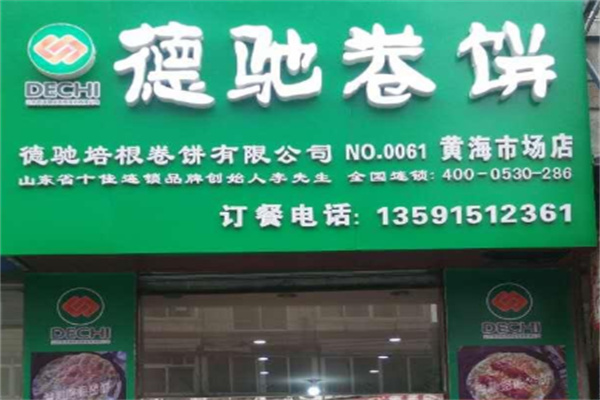 德驰卷饼
DECHI
德驰培根卷饼有限公司 NO.0061 黄海市场店
山东省十佳连锁品牌创始人李先生 全国连锁:400-0530-286
订餐电话: 13591512361
DECHI
DECHI